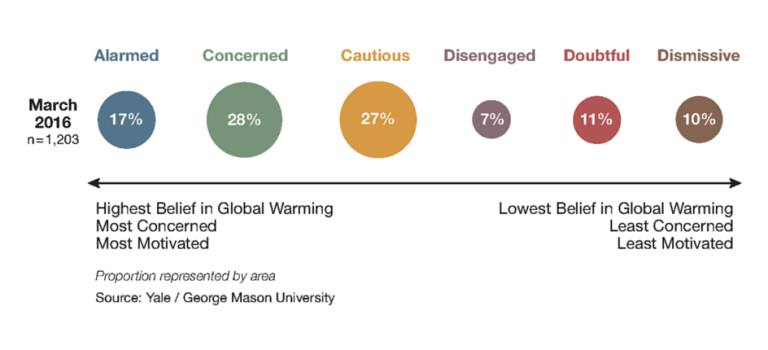 Alarmed Concerned Cautious Disengaged Doubtful Dismissive
March
2016
n=1,203
17% 28% 27% 7% 11% 10%
Highest Belief in Global Warming
Most Concerned
Most Motivated
Lowest Belief in Global Warming
Least Concerned
Least Motivated
Proportion represented by area
Source: Yale / George Mason University